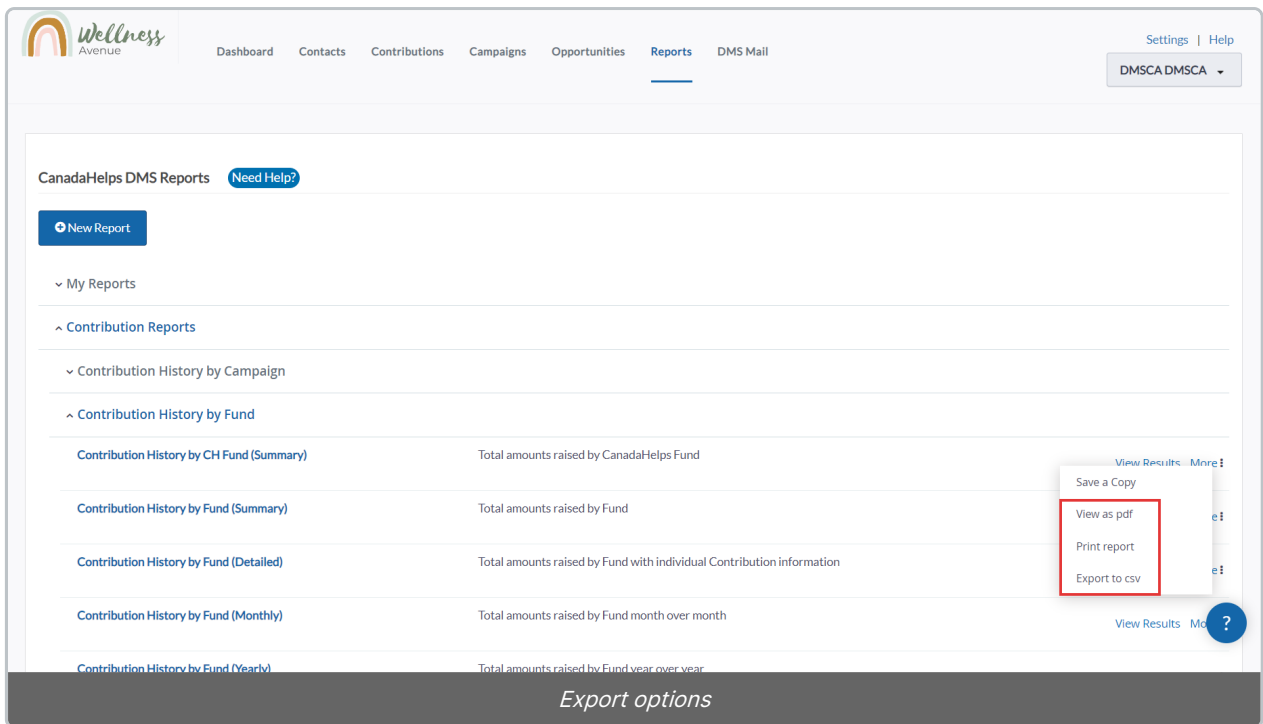 Wellness
Avenue
Dashboard Contacts Contributions Campaigns Opportunities Reports DMS Mail
Settings | Help
DMSCA DMSCA
CanadaHelps DMS Reports Need Help?
New Report
My Reports
Contribution Reports
Contribution History by Campaign
Contribution History by Fund
Contribution History by CH Fund (Summary) Total amounts raised by CanadaHelps Fund View Results More
Save a Copy
Contribution History by Fund (Summary) Total amounts raised by Fund View as pdf e
Print report
Contribution History by Fund (Detailed) Total amounts raised by Fund with individual Contribution information e
Export to csv
Contribution History by Fund (Monthly) Total amounts raised by Fund month over month View Results Mo ?
Contribution History by Fund (Yearly) Total amounts raised by Fund year over year
Export options